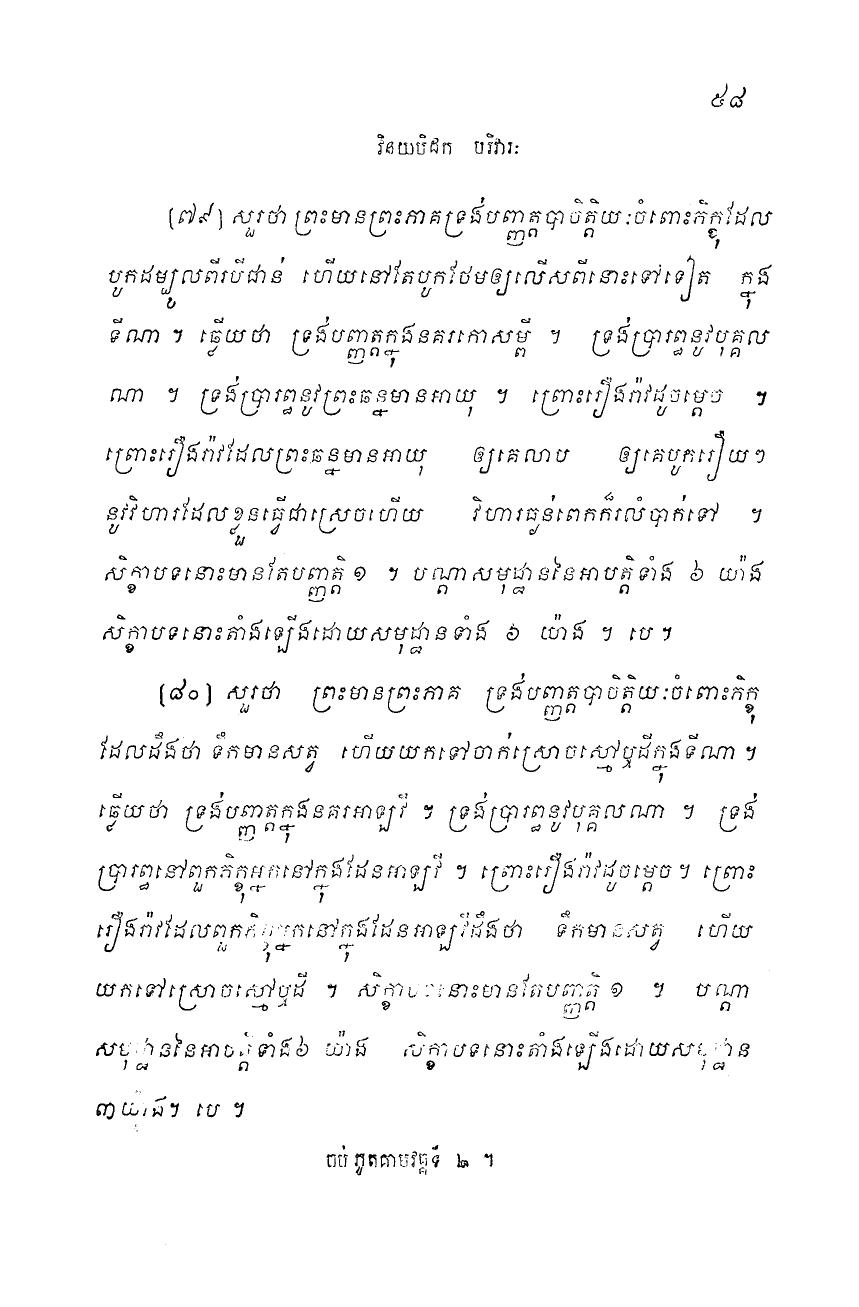 ៥៨
វិនយបិដក បរិវារៈ
(៧៩) សួរថា ព្រះមានព្រះភាគទ្រង់បញ្ញត្តបាចិត្តិយៈចំពោះភិក្ខុដែល
បូកដម្បូលពីរបីជាន់ ហើយនៅតែបូកថែមឲ្យលើសពីនោះទៅទៀត ក្នុង
ទីណា ។ ឆ្លើយថា ទ្រង់បញ្ញត្តក្នុងនគរកោសម្ពី ។ ទ្រង់ប្រារព្ធនូវបុគ្គល
ណា ។ ទ្រង់ប្រារព្ធនូវព្រះឆន្នមានអាយុ ។ ព្រោះរឿងរ៉ាវដូចម្តេច ។
ព្រោះរឿងរ៉ាវដែលព្រះឆន្នមានអាយុ ឲ្យគេលាប ឲ្យគេបូករឿយៗ
នូវវិហារដែលខ្លួនធ្វើជាស្រេចហើយ វិហារធ្ងន់ពេកក៏រលំបាក់ទៅ ។
សិក្ខាបទនោះមានតែបញ្ញត្តិ ១ ។ បណ្តាសមុដ្ឋាននៃអាបត្តិទាំង ៦ យ៉ាង
សិក្ខាបទនោះតាំងឡើងដោយសមុដ្ឋានទាំង ៦ យ៉ាង ។ បេ ។
(៨០) សួរថា ព្រះមានព្រះភាគ ទ្រង់បញ្ញត្តបាចិត្តិយៈចំពោះភិក្ខុ
ដែលដឹងថា ទឹកមានសត្វ ហើយយកទៅចាក់ស្រោចស្មៅឬដីក្នុងទីណា ។
ឆ្លើយថា ទ្រង់បញ្ញត្តក្នុងនគរអាឡវី ។ ទ្រង់ប្រារព្ធនូវបុគ្គលណា ។ ទ្រង់
ប្រារព្ធនៅពួកភិក្ខុអ្នកនៅក្នុងដែនអាឡវី ។ ព្រោះរឿងរ៉ាវដូចម្តេច ។ ព្រោះ
រឿងរ៉ាវដែលពួកភិក្ខុអ្នកនៅក្នុងដែនអាឡវីដឹងថា ទឹកមានសត្វ ហើយ
យកទៅស្រោចស្មៅឬដី ។ សិក្ខាបទនោះមានតែបញ្ញត្តិ ១ ។ បណ្តា
សមុដ្ឋាននៃអាបត្តិទាំង៦ យ៉ាង សិក្ខាបទនោះតាំងឡើងដោយសមុដ្ឋាន
៣យ៉ាង។ បេ ។
ចប់ ភូតគាមវគ្គទី ២ ។